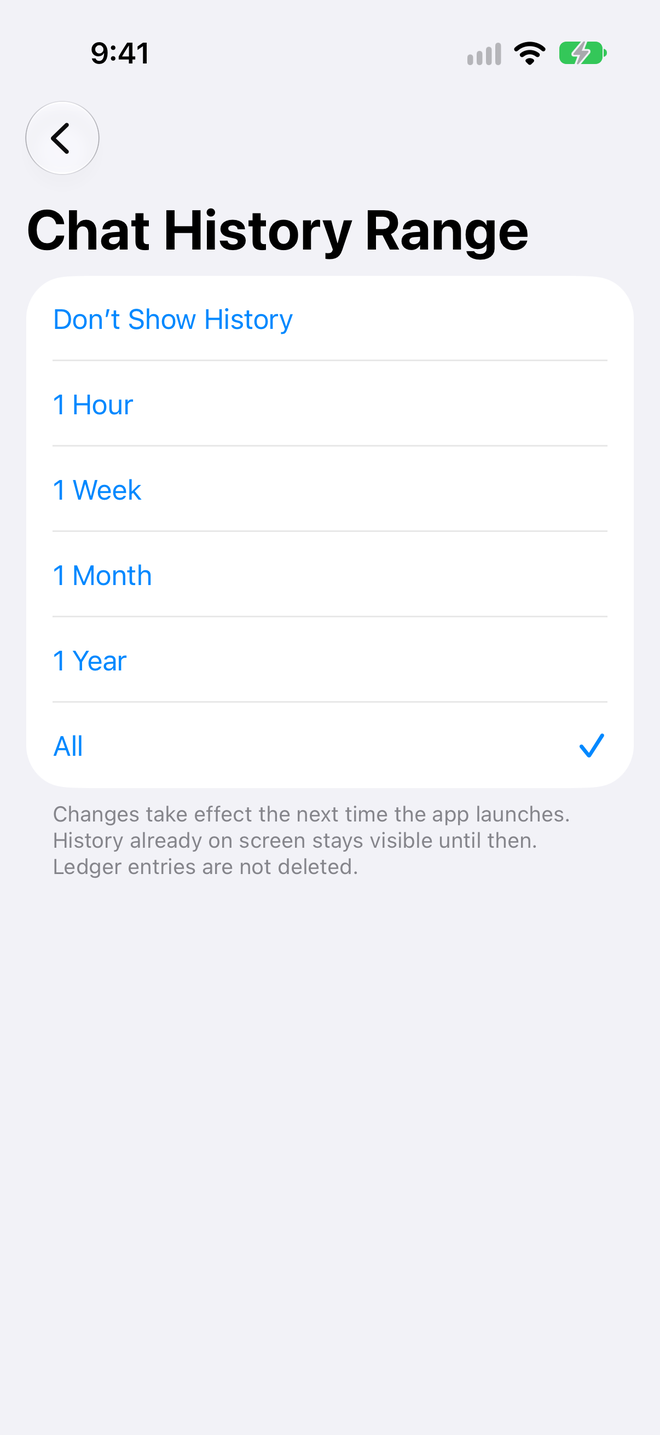 9:41
Chat History Range
Don’t Show History
1 Hour
1 Week
1 Month
1 Year
All
Changes take effect the next time the app launches.
History already on screen stays visible until then.
Ledger entries are not deleted.